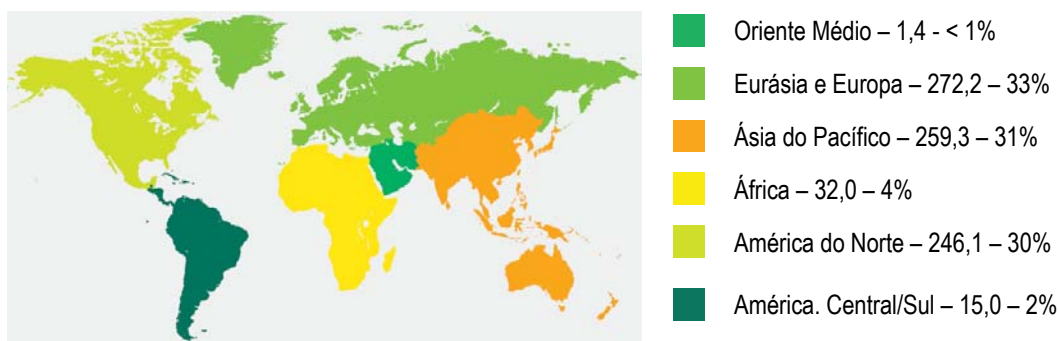 Oriente Médio – 1,4 - < 1%
Eurásia e Europa – 272,2 – 33%
Ásia do Pacífico – 259,3 – 31%
África – 32,0 – 4%
América do Norte – 246,1 – 30%
América. Central/Sul – 15,0 – 2%